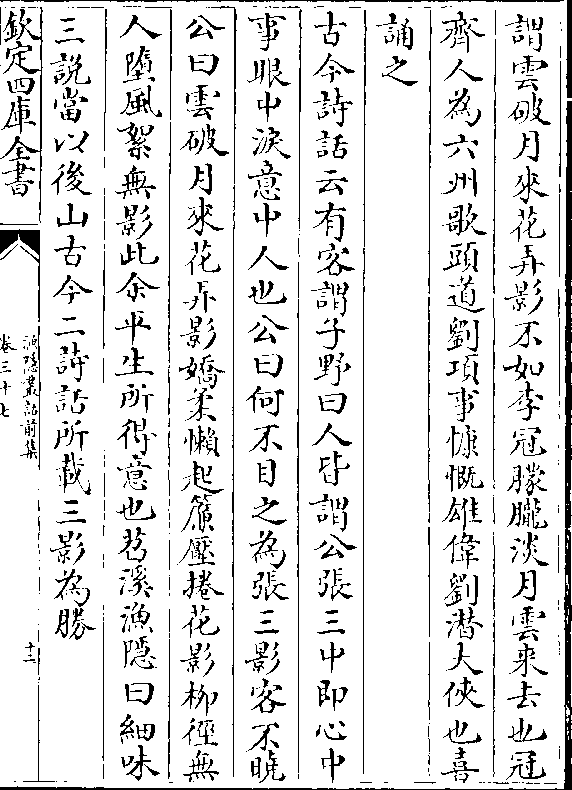 謂雲破月來花弄影不如李冠朦朧淡月雲来去也冠
齊人為六州歌頭道劉項事慷慨雄偉劉潜大俠也喜
誦之
古今詩話云有客謂子野曰人皆謂公張三中即心中
事眼中淚意中人也公曰何不目之為張三影客不曉
公曰雲破月來花弄影嬌柔懶起簾壓捲花影柳徑無
人墮風絮無影此余平生所得意也苕溪漁隠曰細味
三說當以後山古今二詩話所載三影為勝
欽定四庫全書
漁隠叢話前集
卷三十七
十二